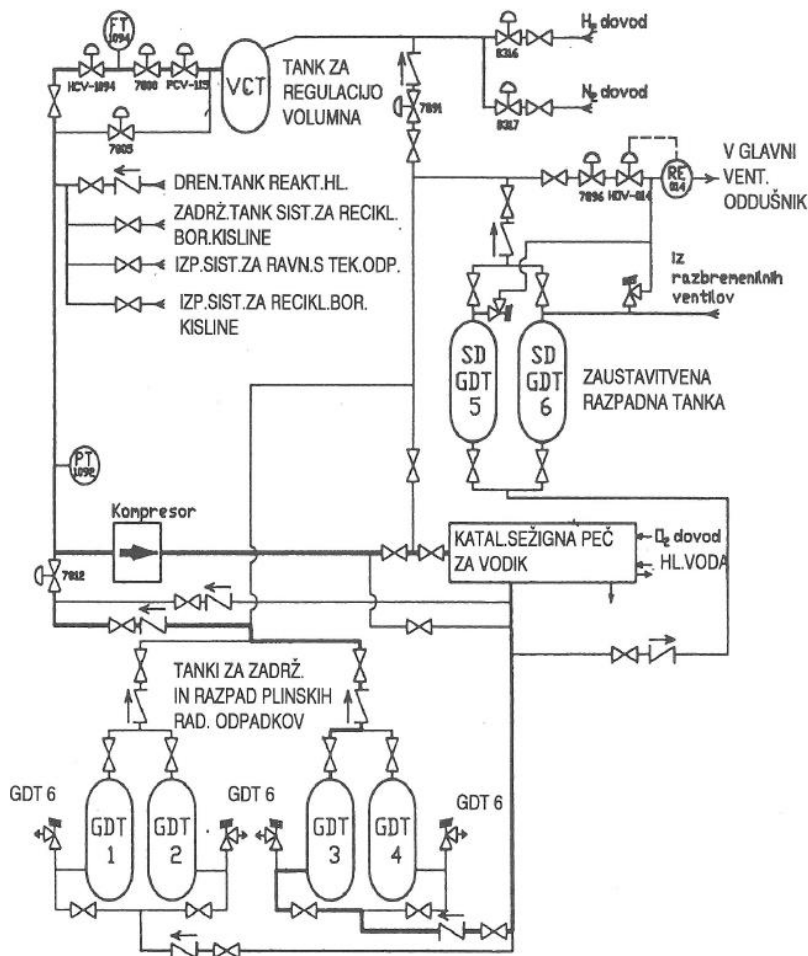 FT
1094
HCV-1094
7800
PCV-115
7805
VCT
TANK ZA
REGULACIJO
VOLUMNA
H₂ dovod
8316
N₂ dovod
8317
7891
DREN.TANK REAKT.HL.
ZADRŽ.TANK SIST.ZA RECIKL.
BOR.KISLINE
IZP.SIST.ZA RAVN.S TEK.ODP.
IZP.SIST.ZA RECIKL.BOR.
KISLINE
7896
HOV-014
RE
014
V GLAVNI
VENT.
ODDUŠNIK
Iz
razbremenilnih
ventilov
SD
GDT
5
SD
GDT
6
ZAUSTAVITVENA
RAZPADNA TANKA
PT
1092
Kompresor
7812
KATAL.SEŽIGNA PEČ
ZA VODIK
O₂ dovod
HL.VODA
TANKI ZA ZADRŽ.
IN RAZPAD PLINSKIH
RAD. ODPADKOV
GDT 6
GDT
1
GDT
2
GDT 6
GDT
3
GDT
4
GDT 6